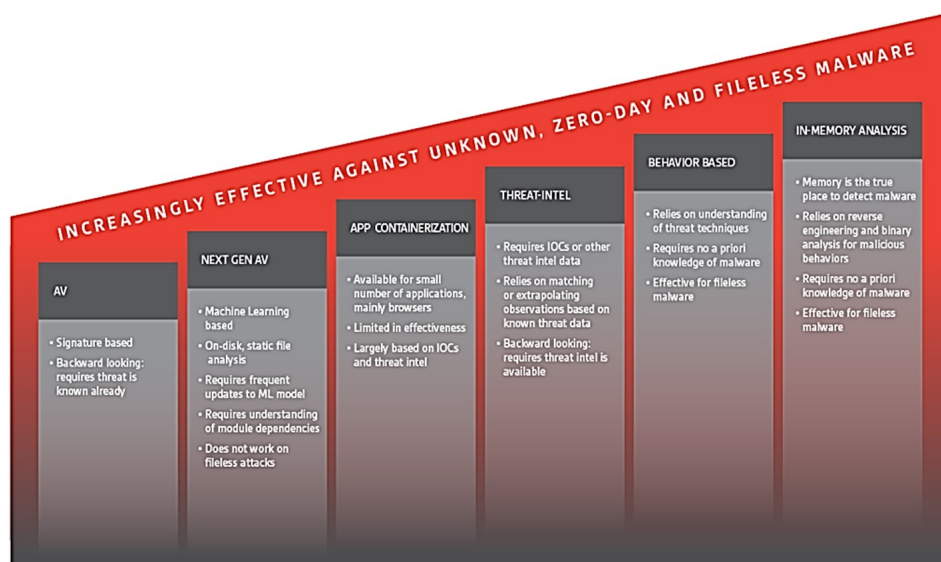 INCREASINGLY EFFECTIVE AGAINST UNKNOWN, ZERO-DAY AND FILELESS MALWARE
AV
• Signature based
• Backward looking:
requires threat is
known already
NEXT GEN AV
• Machine Learning
based
• On-disk, static file
analysis
• Requires frequent
updates to ML model
• Requires understanding
of module dependencies
• Does not work on
fileless attacks
APP CONTAINERIZATION
• Available for small
number of applications,
mainly browsers
• Limited in effectiveness
• Largely based on IOCs
and threat intel
THREAT-INTEL
• Requires IOCs or other
threat intel data
• Relies on matching
or extrapolating
observations based on
known threat data
• Backward looking:
requires threat intel is
available
BEHAVIOR BASED
• Relies on understanding
of threat techniques
• Requires no a priori
knowledge of malware
• Effective for fileless
malware
IN-MEMORY ANALYSIS
• Memory is the true
place to detect malware
• Relies on reverse
engineering and binary
analysis for malicious
behaviors
• Requires no a priori
knowledge of malware
• Effective for fileless
malware